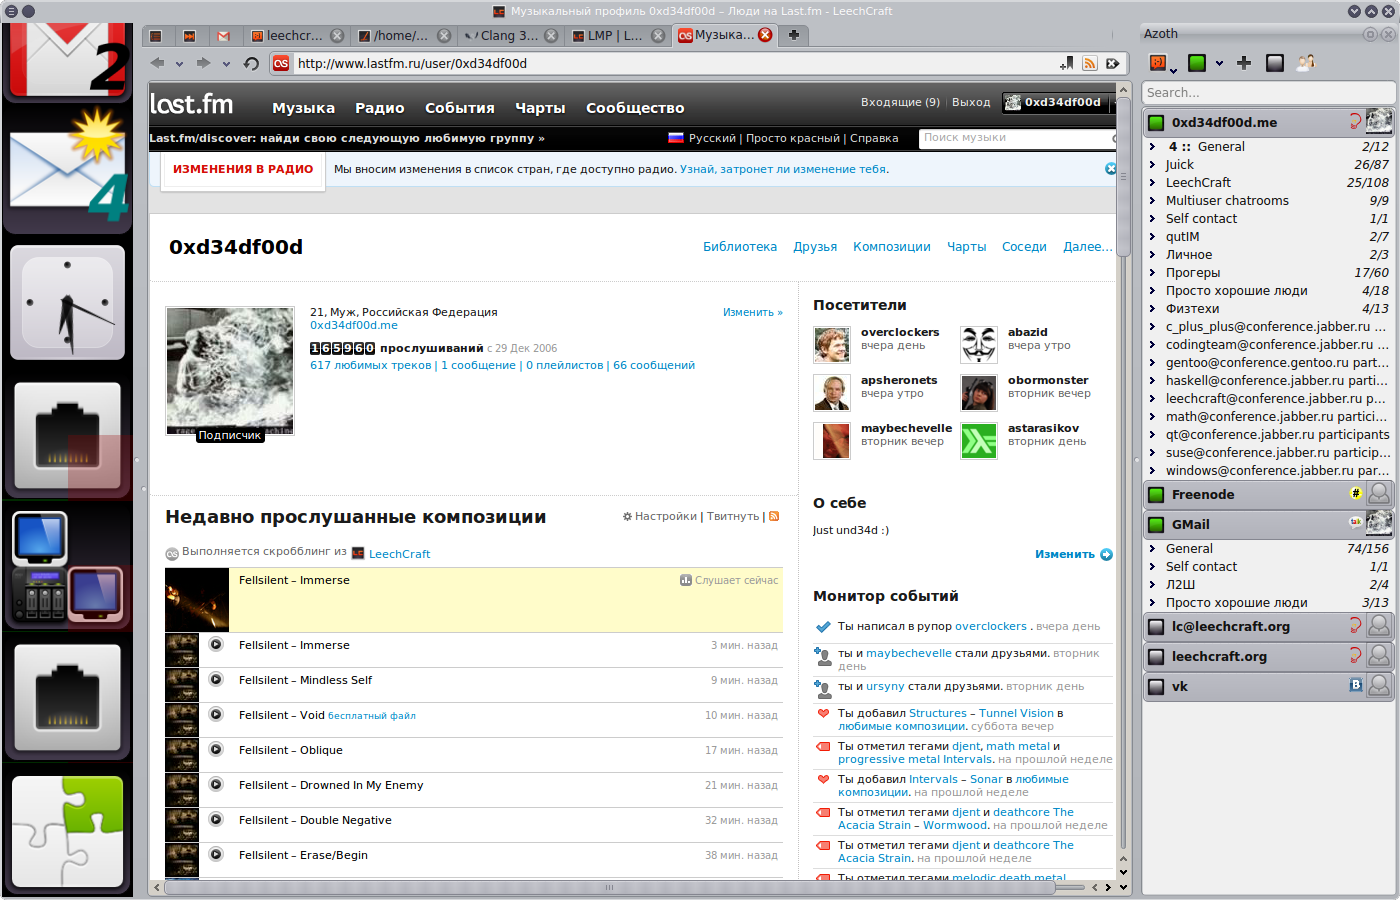 Музыкальный профиль 0xd34df00d – Люди на Last.fm - LeechCraft
2
4
leechcr...
/home/...
Clang 3...
LMP | L...
Музыка...
http://www.lastfm.ru/user/0xd34df00d
last.fm
Музыка
Радио
События
Чарты
Сообщество
Входящие (9) | Выход
0xd34df00d
Last.fm/discover: найди свою следующую любимую группу »
Русский | Просто красный | Справка
Поиск музыки
ИЗМЕНЕНИЯ В РАДИО
Мы вносим изменения в список стран, где доступно радио. Узнай, затронет ли изменение тебя.
0xd34df00d
Библиотека
Друзья
Композиции
Чарты
Соседи
Далее...
21, Муж, Российская Федерация
0xd34df00d.me
Изменить »
165960 прослушиваний с 29 Дек 2006
617 любимых треков | 1 сообщение | 0 плейлистов | 66 сообщений
Подписчик
Недавно прослушанные композиции
Настройки | Твитнуть |
Выполняется скробблинг из LeechCraft
Fellsilent – Immerse
Слушает сейчас
Fellsilent – Immerse
3 мин. назад
Fellsilent – Mindless Self
9 мин. назад
Fellsilent – Void бесплатный файл
10 мин. назад
Fellsilent – Oblique
17 мин. назад
Fellsilent – Drowned In My Enemy
21 мин. назад
Fellsilent – Double Negative
32 мин. назад
Fellsilent – Erase/Begin
38 мин. назад
Посетители
overclockers
вчера день
abazid
вчера утро
apsheronets
вчера утро
obormonster
вторник вечер
maybechevelle
вторник вечер
astarasikov
вторник день
О себе
Just und34d :)
Изменить
Монитор событий
Ты написал в рупор overclockers . вчера день
ты и maybechevelle стали друзьями. вторник
день
ты и ursyny стали друзьями. вторник день
Ты добавил Structures – Tunnel Vision в
любимые композиции. суббота вечер
Ты отметил тегами djent, math metal и
progressive metal Intervals. на прошлой неделе
Ты добавил Intervals – Sonar в любимые
композиции. на прошлой неделе
Ты отметил тегами djent и deathcore The
Acacia Strain – Wormwood. на прошлой неделе
Ты отметил тегами djent и deathcore The
Acacia Strain. на прошлой неделе
Ты отметил тегами melodic death metal,
Azoth
Search...
0xd34df00d.me
4 :: General 2/12
Juick 26/87
LeechCraft 25/108
Multiuser chatrooms 9/9
Self contact 1/1
qutIM 2/7
Личное 2/3
Прогеры 17/60
Просто хорошие люди 4/18
Физтехи 4/13
c_plus_plus@conference.jabber.ru ...
codingteam@conference.jabber.ru ...
gentoo@conference.gentoo.ru parti...
haskell@conference.jabber.ru parti...
leechcraft@conference.jabber.ru p...
math@conference.jabber.ru partici...
qt@conference.jabber.ru participants
suse@conference.jabber.ru particip...
windows@conference.jabber.ru par...
Freenode
#
GMail
talk
General 74/156
Self contact 1/1
Л2Ш 2/4
Просто хорошие люди 3/13
lc@leechcraft.org
leechcraft.org
vk
B